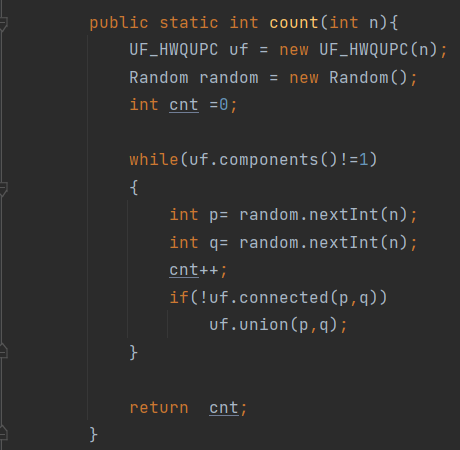 public static int count(int n){
UF_HWQUPC uf = new UF_HWQUPC(n);
Random random = new Random();
int cnt =0;
while(uf.components()!=1)
{
int p= random.nextInt(n);
int q= random.nextInt(n);
cnt++;
if(!uf.connected(p,q))
uf.union(p,q);
}
return  cnt;
}